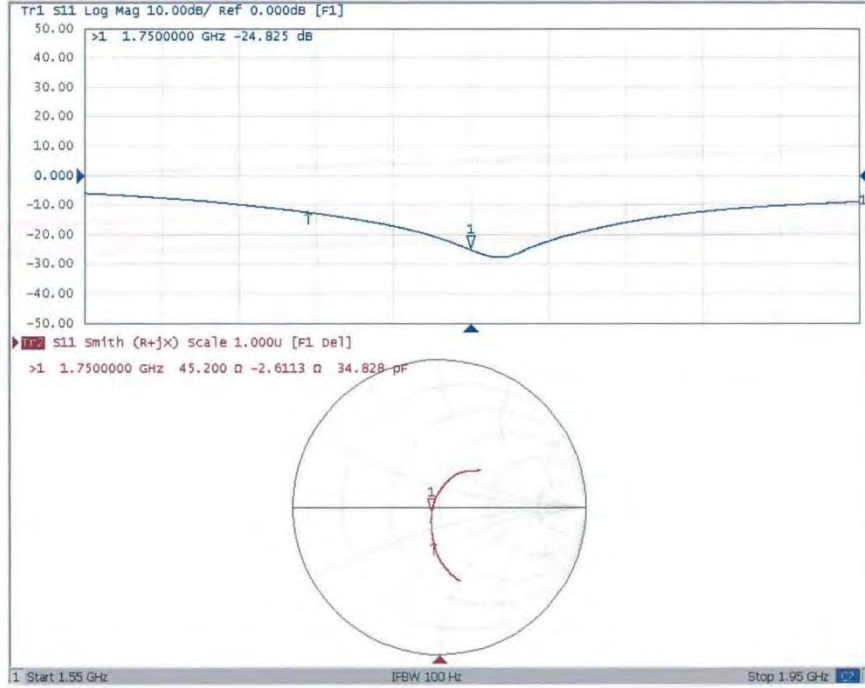 Tr1 S11 Log Mag 10.00dB/ Ref 0.000dB [F1]
50.00
>1 1.7500000 GHz -24.825 dB
40.00
30.00
20.00
10.00
0.000
-10.00
1
-20.00
1
-30.00
-40.00
-50.00
Tr2 S11 Smith (R+jX) Scale 1.000U [F1 Del]
>1 1.7500000 GHz 45.200 Ω -2.6113 Ω 34.828 pF
1
1 Start 1.55 GHz IFBW 100 Hz Stop 1.95 GHz C?